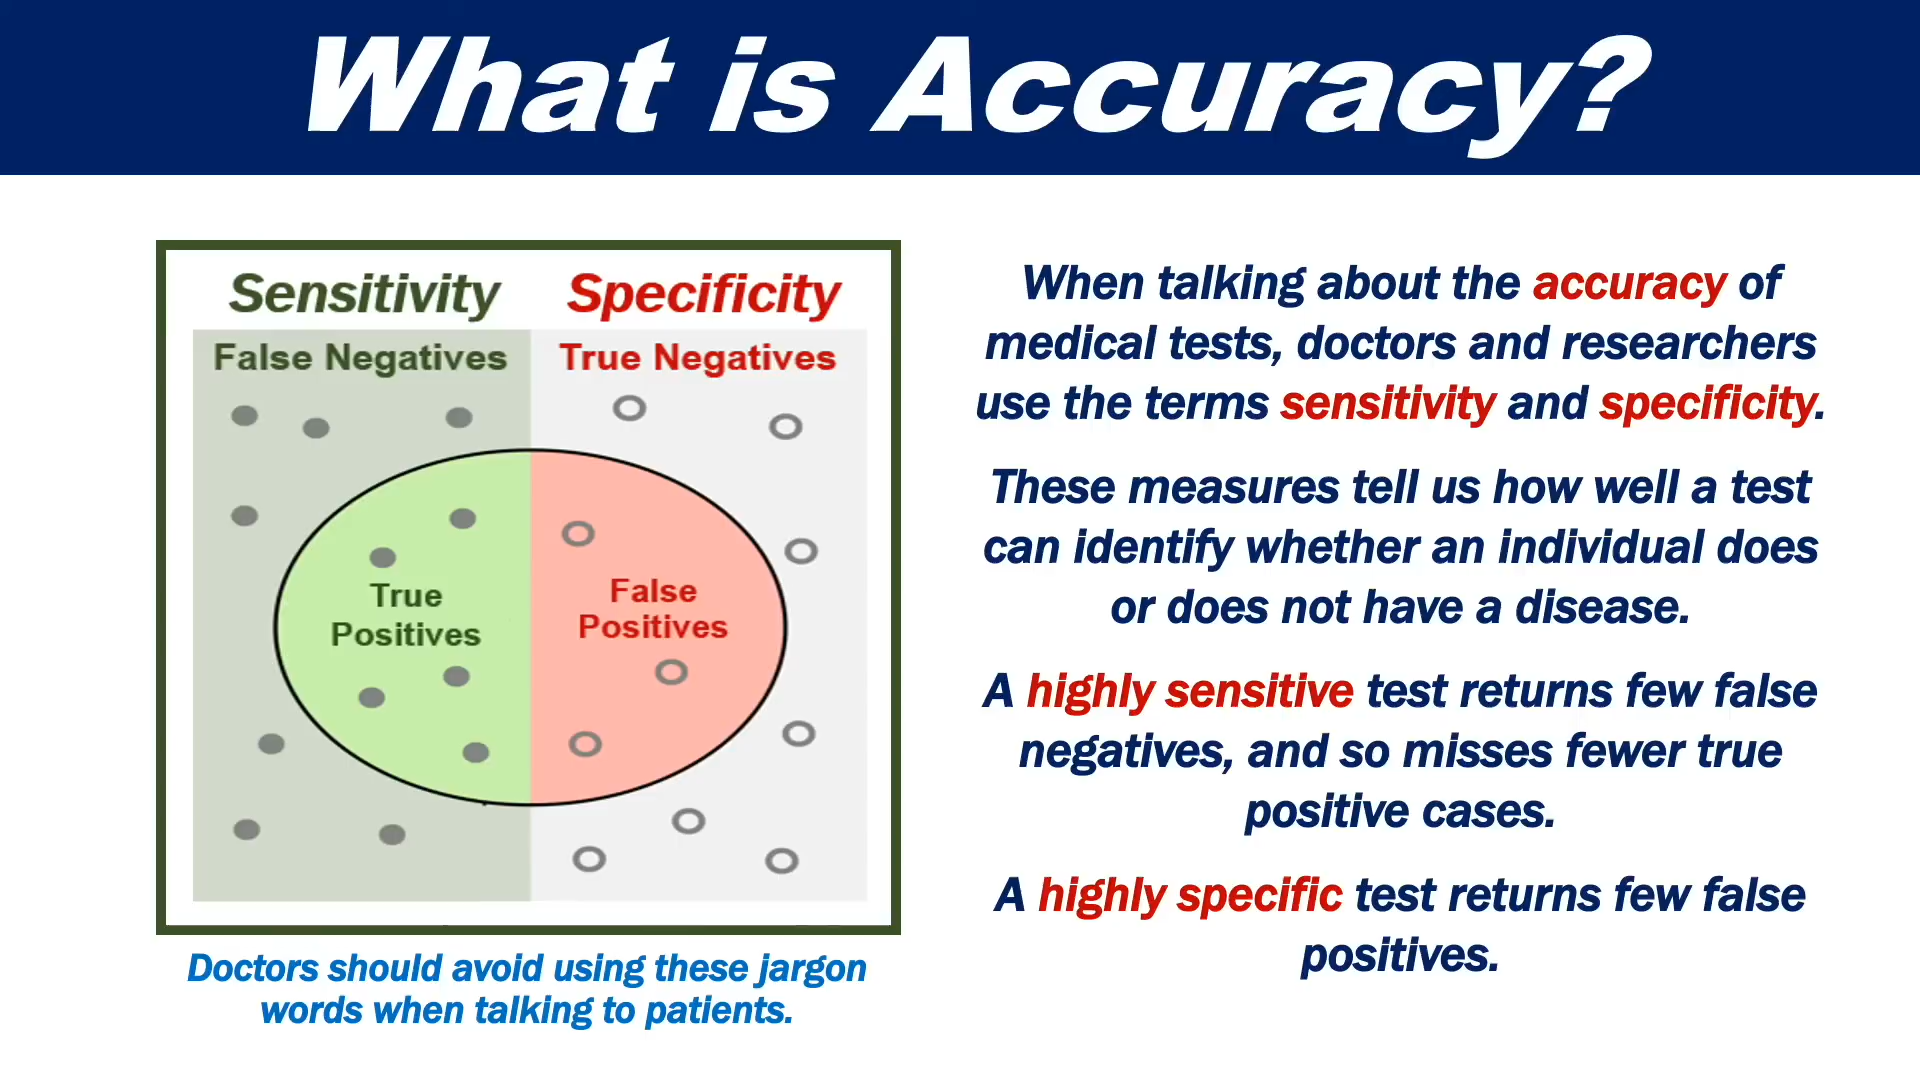 What is Accuracy?
Sensitivity
Specificity
False Negatives
True Negatives
True
Positives
False
Positives
Doctors should avoid using these jargon
words when talking to patients.
When talking about the accuracy of
medical tests, doctors and researchers
use the terms sensitivity and specificity.
These measures tell us how well a test
can identify whether an individual does
or does not have a disease.
A highly sensitive test returns few false
negatives, and so misses fewer true
positive cases.
A highly specific test returns few false
positives.